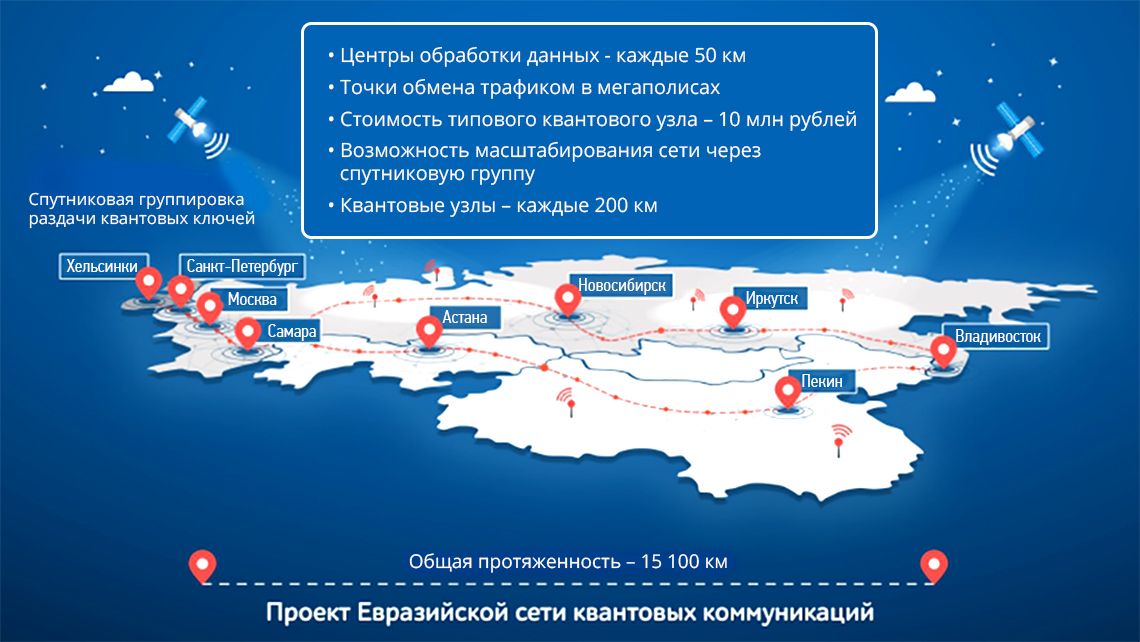 • Центры обработки данных - каждые 50 км
• Точки обмена трафиком в мегаполисах
• Стоимость типового квантового узла – 10 млн рублей
• Возможность масштабирования сети через
спутниковую группу
• Квантовые узлы – каждые 200 км
Спутниковая группировка
раздачи квантовых ключей
Хельсинки
Санкт-Петербург
Москва
Самара
Астана
Новосибирск
Иркутск
Владивосток
Пекин
Общая протяженность – 15 100 км
Проект Евразийской сети квантовых коммуникаций